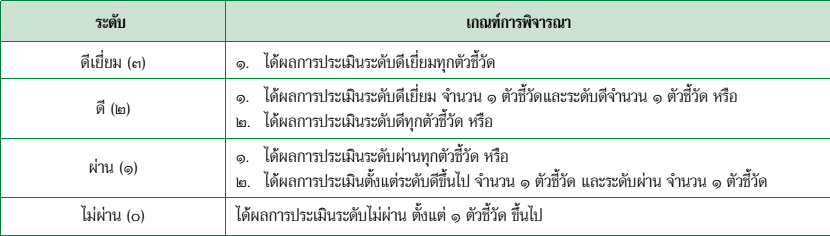 ระดับ เกณฑ์การพิจารณา
ดีเยี่ยม (๓) ๑. ได้ผลการประเมินระดับดีเยี่ยมทุกตัวชี้วัด
ดี (๒) ๑. ได้ผลการประเมินระดับดีเยี่ยม จำนวน ๑ ตัวชี้วัดและระดับดีจำนวน ๑ ตัวชี้วัด หรือ
๒. ได้ผลการประเมินระดับดีทุกตัวชี้วัด หรือ
ผ่าน (๑) ๑. ได้ผลการประเมินระดับผ่านทุกตัวชี้วัด หรือ
๒. ได้ผลการประเมินตั้งแต่ระดับดีขึ้นไป จำนวน ๑ ตัวชี้วัด และระดับผ่าน จำนวน ๑ ตัวชี้วัด
ไม่ผ่าน (๐) ได้ผลการประเมินระดับไม่ผ่าน ตั้งแต่ ๑ ตัวชี้วัด ขึ้นไป